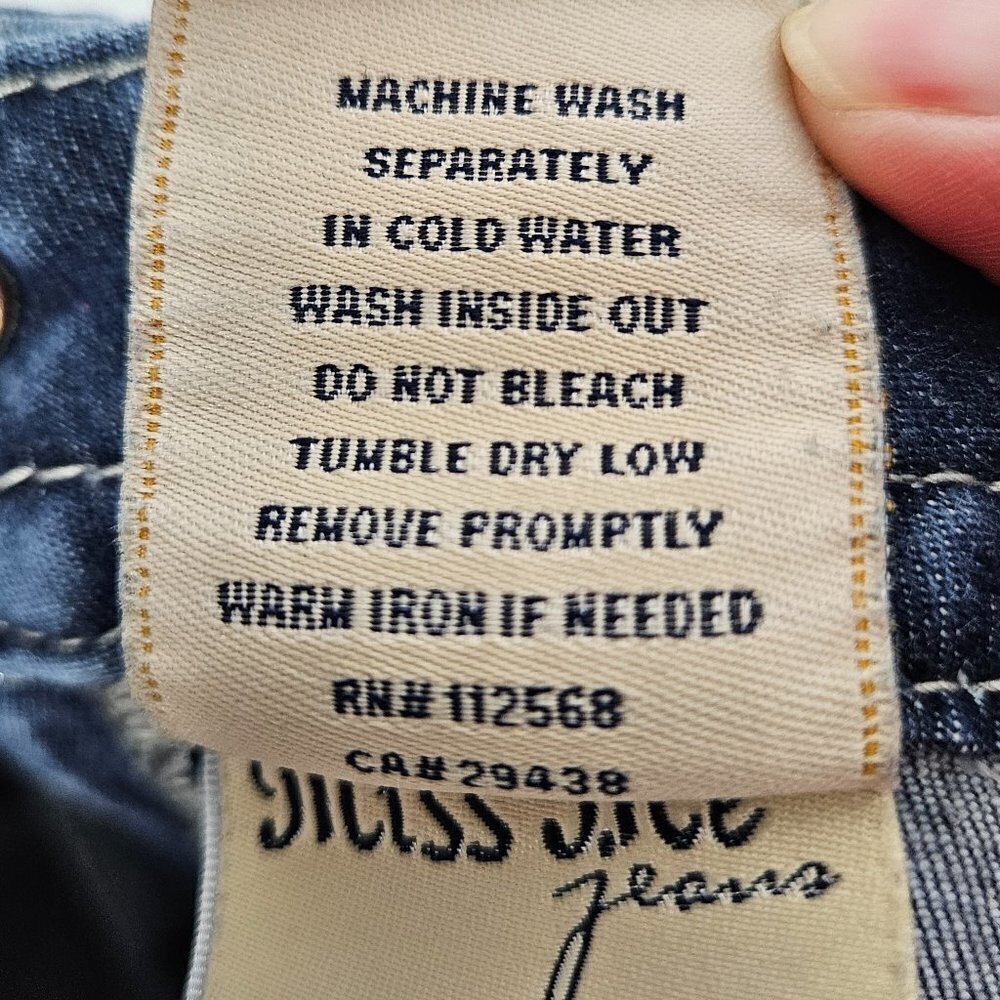 MACHINE WASH
SEPARATELY
IN COLD WATER
WASH INSIDE OUT
DO NOT BLEACH
TUMBLE DRY LOW
REMOVE PROMPTLY
WARM IRON IF NEEDED
RN# 112568
CA# 29438
jeans